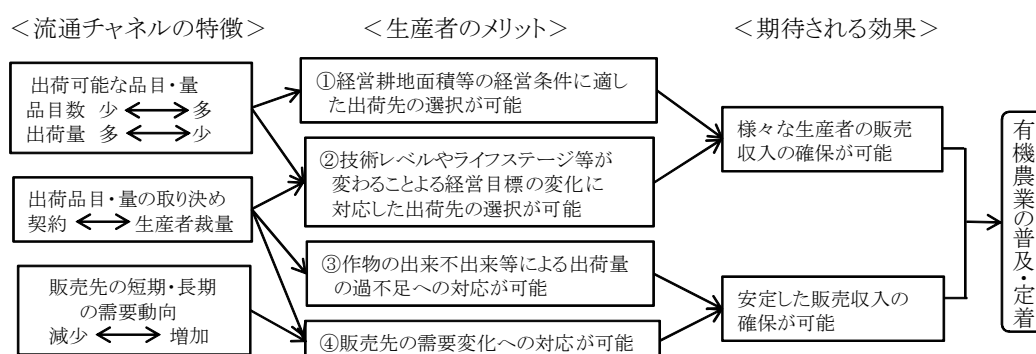 ＜流通チャネルの特徴＞
＜生産者のメリット＞
＜期待される効果＞
出荷可能な品目・量
品目数 少 ⟷ 多
出荷量 多 ⟷ 少
出荷品目・量の取り決め
契約 ⟷ 生産者裁量
販売先の短期・長期
の需要動向
減少 ⟷ 増加
①経営耕地面積等の経営条件に適し
た出荷先の選択が可能
②技術レベルやライフステージ等が
変わることよる経営目標の変化に
対応した出荷先の選択が可能
③作物の出来不出来等による出荷量
の過不足への対応が可能
④販売先の需要変化への対応が可能
様々な生産者の販売
収入の確保が可能
安定した販売収入の
確保が可能
有機農業の普及・定着